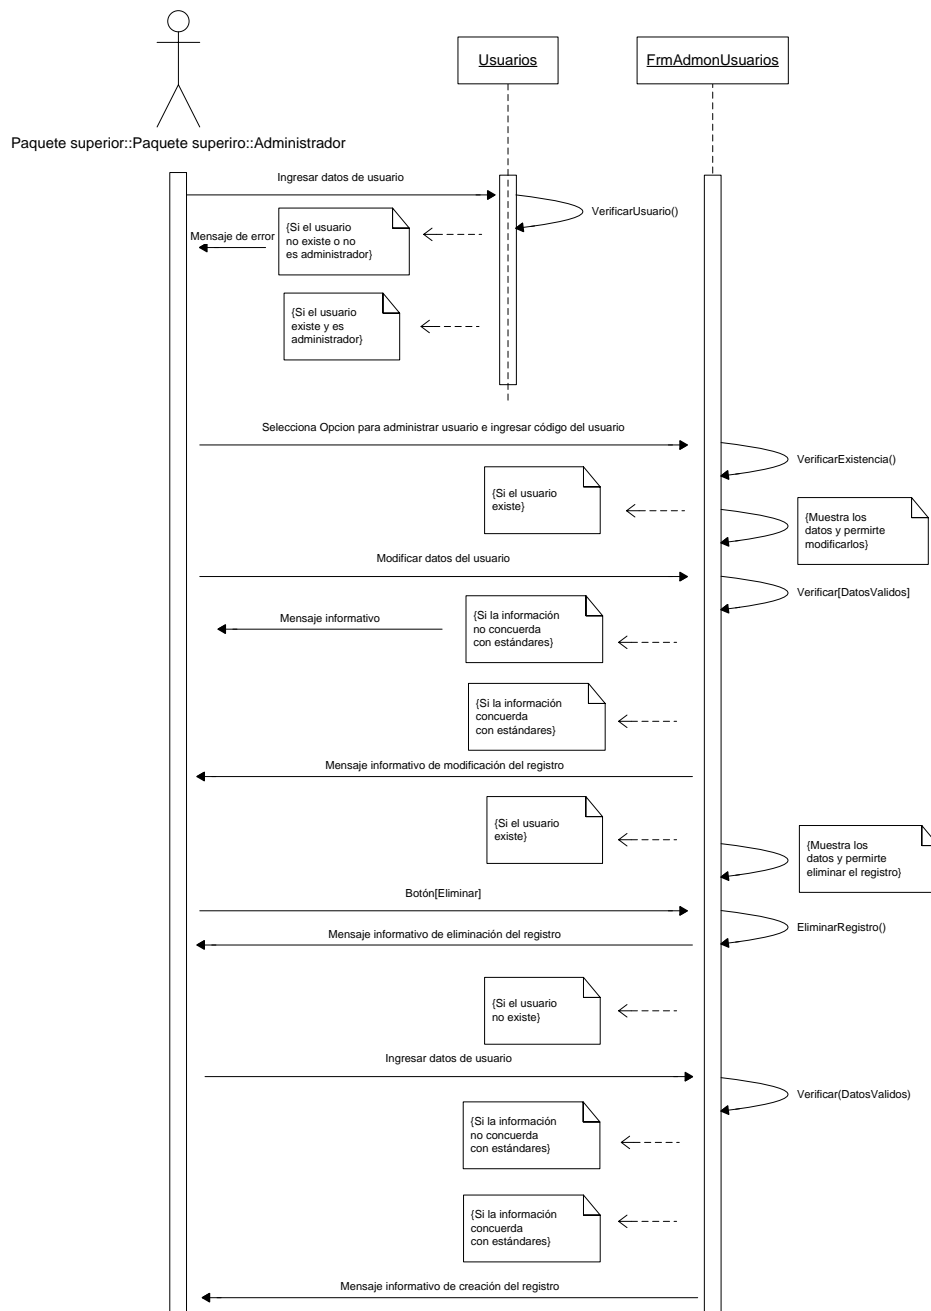 Usuarios
FrmAdmonUsuarios
Paquete superior::Paquete superiro::Administrador
Ingresar datos de usuario
VerificarUsuario()
{Si el usuario
no existe o no
es administrador}
Mensaje de error
{Si el usuario
existe y es
administrador}
Selecciona Opcion para administrar usuario e ingresar código del usuario
VerificarExistencia()
{Si el usuario
existe}
{Muestra los
datos y permirte
modificarlos}
Modificar datos del usuario
Verificar[DatosValidos]
Mensaje informativo
{Si la información
no concuerda
con estándares}
{Si la información
concuerda
con estándares}
Mensaje informativo de modificación del registro
{Si el usuario
existe}
{Muestra los
datos y permirte
eliminar el registro}
Botón[Eliminar]
EliminarRegistro()
Mensaje informativo de eliminación del registro
{Si el usuario
no existe}
Ingresar datos de usuario
Verificar(DatosValidos)
{Si la información
no concuerda
con estándares}
{Si la información
concuerda
con estándares}
Mensaje informativo de creación del registro